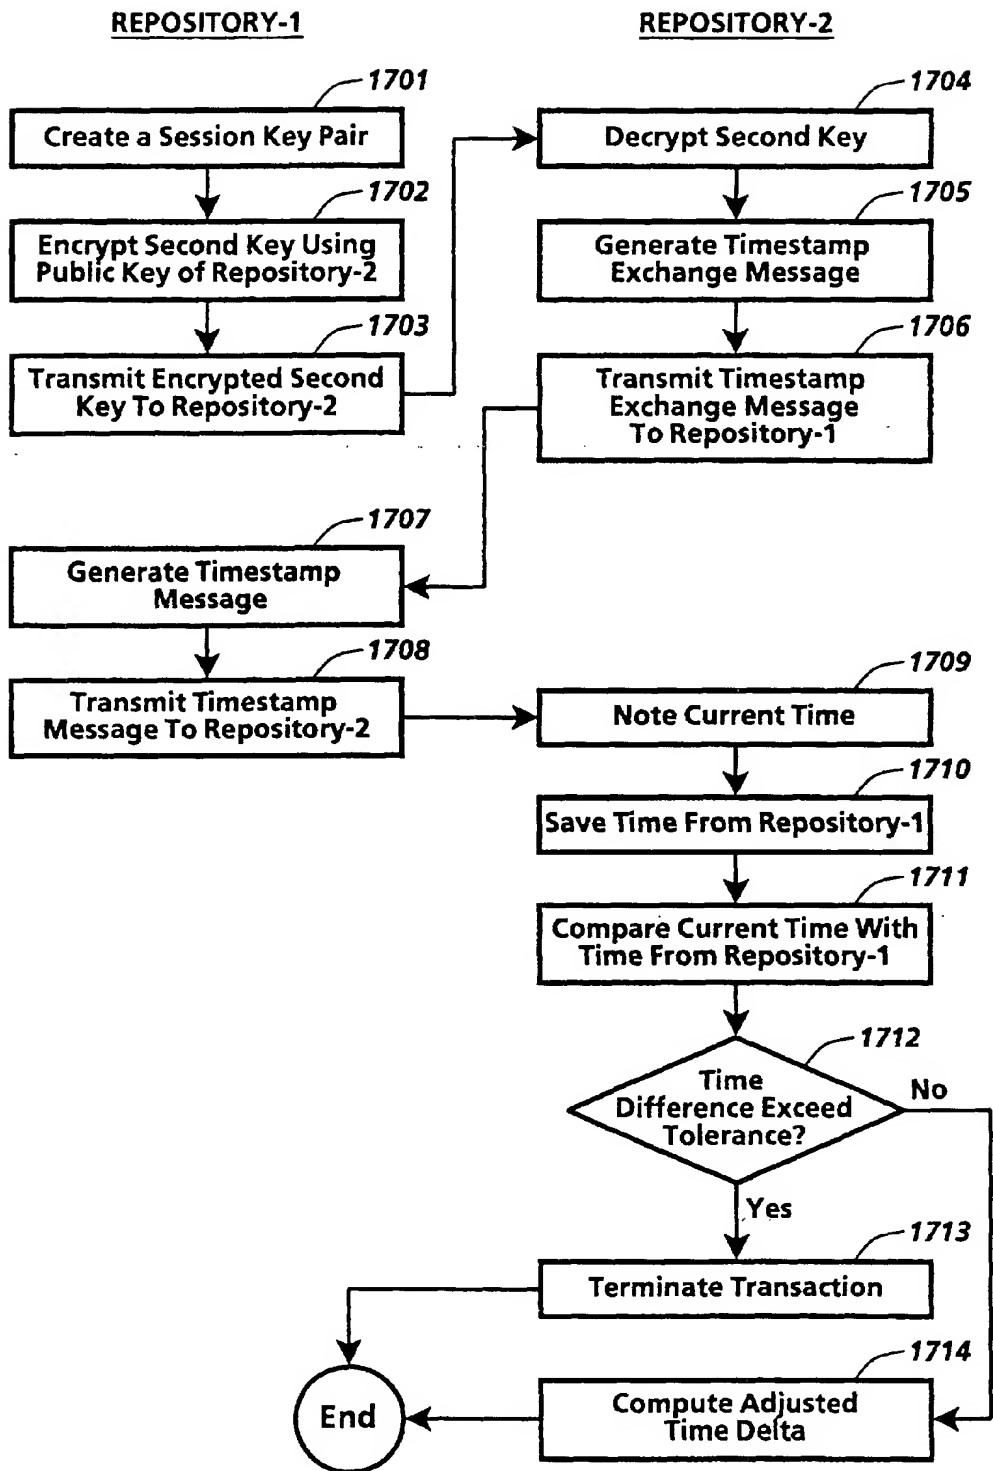 REPOSITORY-1
REPOSITORY-2
1701
Create a Session Key Pair
1702
Encrypt Second Key Using
Public Key of Repository-2
1703
Transmit Encrypted Second
Key To Repository-2
1704
Decrypt Second Key
1705
Generate Timestamp
Exchange Message
1706
Transmit Timestamp
Exchange Message
To Repository-1
1707
Generate Timestamp
Message
1708
Transmit Timestamp
Message To Repository-2
1709
Note Current Time
1710
Save Time From Repository-1
1711
Compare Current Time With
Time From Repository-1
1712
Time
Difference Exceed
Tolerance?
No
Yes
1713
Terminate Transaction
1714
Compute Adjusted
Time Delta
End